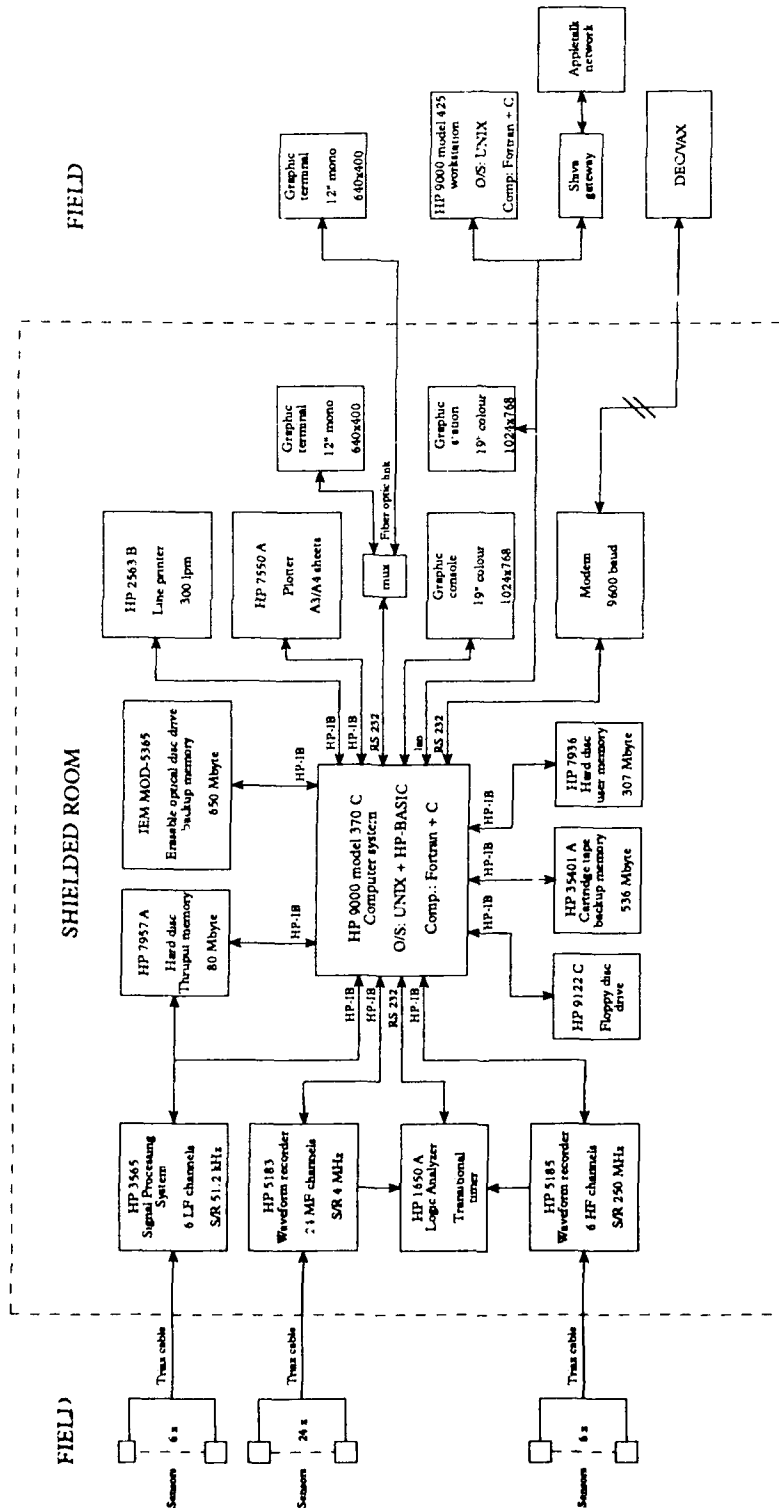 FIELD
SHIELDED ROOM
FIELD
Sensors
6 x
Triax cable
Sensors
24 x
Triax cable
Sensors
6 x
Triax cable
HP 3565
Signal Processing
System
6 LF channels
S/R 51.2 kHz
HP 5183
Waveform recorder
24 MF channels
S/R 4 MHz
HP 1650 A
Logic Analyzer
Transitional
timer
HP 5185
Waveform recorder
6 HF channels
S/R 250 MHz
HP 7957 A
Hard disc
Thruput memory
80 Mbyte
IEM MOD-5365
Erasable optical disc drive
backup memory
650 Mbyte
HP-IB
HP-IB
HP-IB
HP-IB
RS 232
HP-IB
HP 9000 model 370 C
Computer system
O/S: UNIX + HP-BASIC
Comp.: Fortran + C
HP-IB
HP-IB
RS 232
lan
RS 232
HP-IB
HP-IB
HP-IB
HP 9122 C
Floppy disc
drive
HP 35401 A
Cartridge tape
backup memory
536 Mbyte
HP 7936
Hard disc
user memory
307 Mbyte
HP 2563 B
Line printer
300 lpm
HP 7550 A
Plotter
A3/A4 sheets
mux
Fiber optic link
Graphic
console
19" colour
1024x768
Modem
9600 baud
Graphic
terminal
12" mono
640x400
Graphic
station
19" colour
1024x768
Graphic
terminal
12" mono
640x400
HP 9000 model 425
workstation
O/S: UNIX
Comp: Fortran + C
Shiva
gateway
Appletalk
network
DEC/VAX